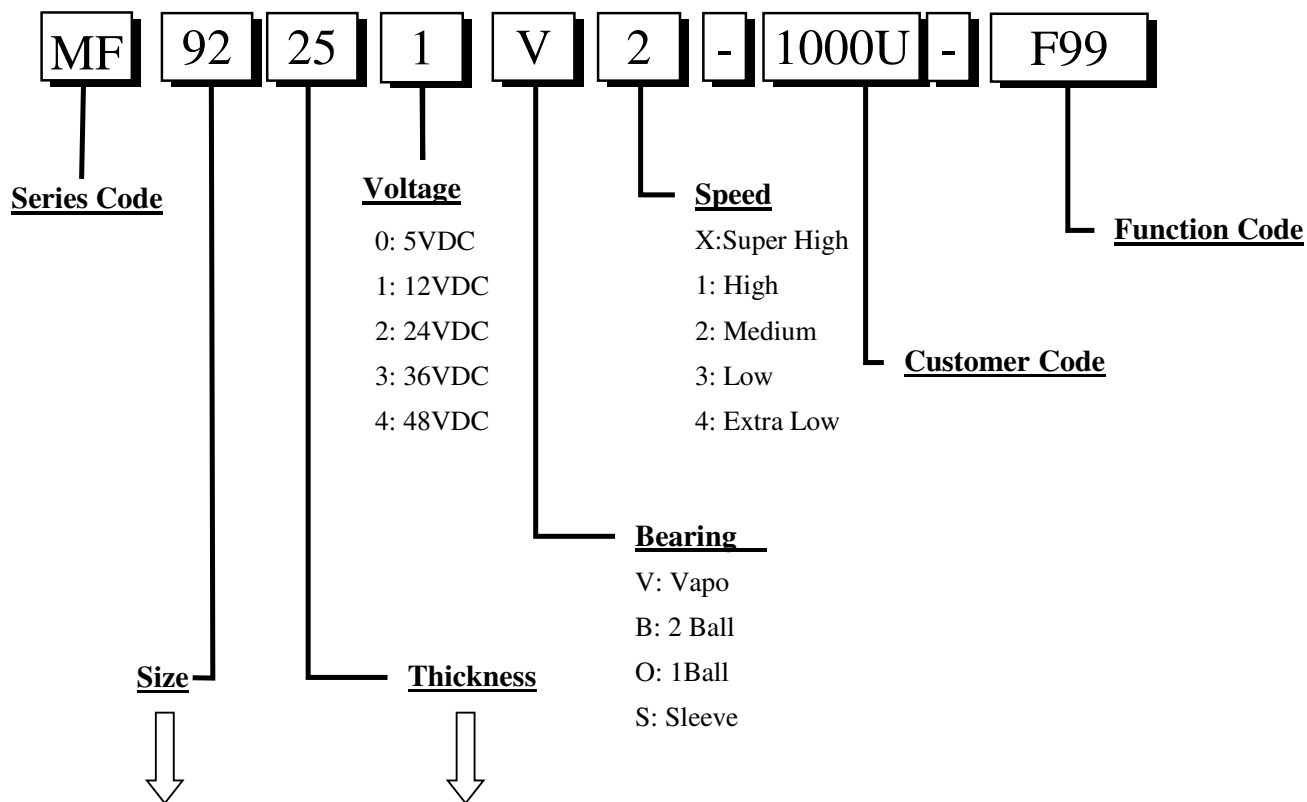 MF 92 25 1 V 2 - 1000U - F99
Series Code
Voltage
0: 5VDC
1: 12VDC
2: 24VDC
3: 36VDC
4: 48VDC
Speed
X:Super High
1: High
2: Medium
3: Low
4: Extra Low
Function Code
Customer Code
Bearing
V: Vapo
B: 2 Ball
O: 1Ball
S: Sleeve
Size
Thickness